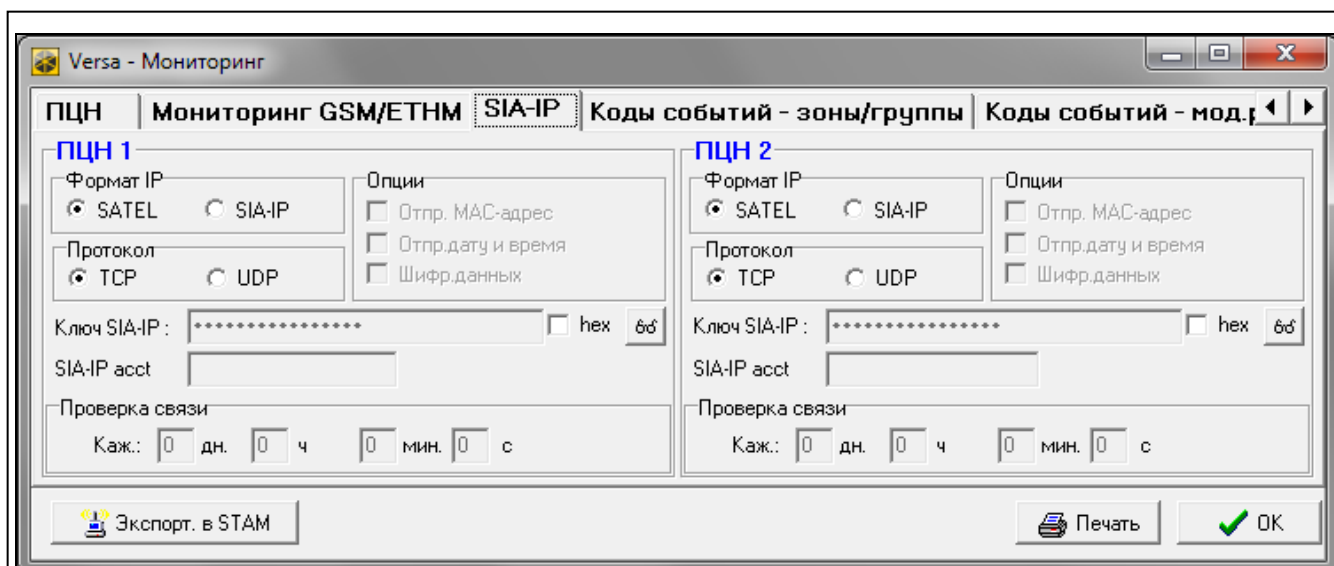 Versa - Мониторинг
ПЦН Мониторинг GSM/ETHM SIA-IP Коды событий - зоны/группы Коды событий - мод.р
ПЦН 1 ПЦН 2
Формат IP Опции Формат IP Опции
SATEL SIA-IP Отпр. MAC-адрес SATEL SIA-IP Отпр. MAC-адрес
Отпр.дату и время Отпр.дату и время
Протокол Протокол
TCP UDP Шифр.данных TCP UDP Шифр.данных
Ключ SIA-IP : **************** hex Ключ SIA-IP : **************** hex
SIA-IP acct SIA-IP acct
Проверка связи Проверка связи
Каж.: 0 дн. 0 ч 0 мин. 0 с Каж.: 0 дн. 0 ч 0 мин. 0 с
Экспорт. в STAM Печать OK